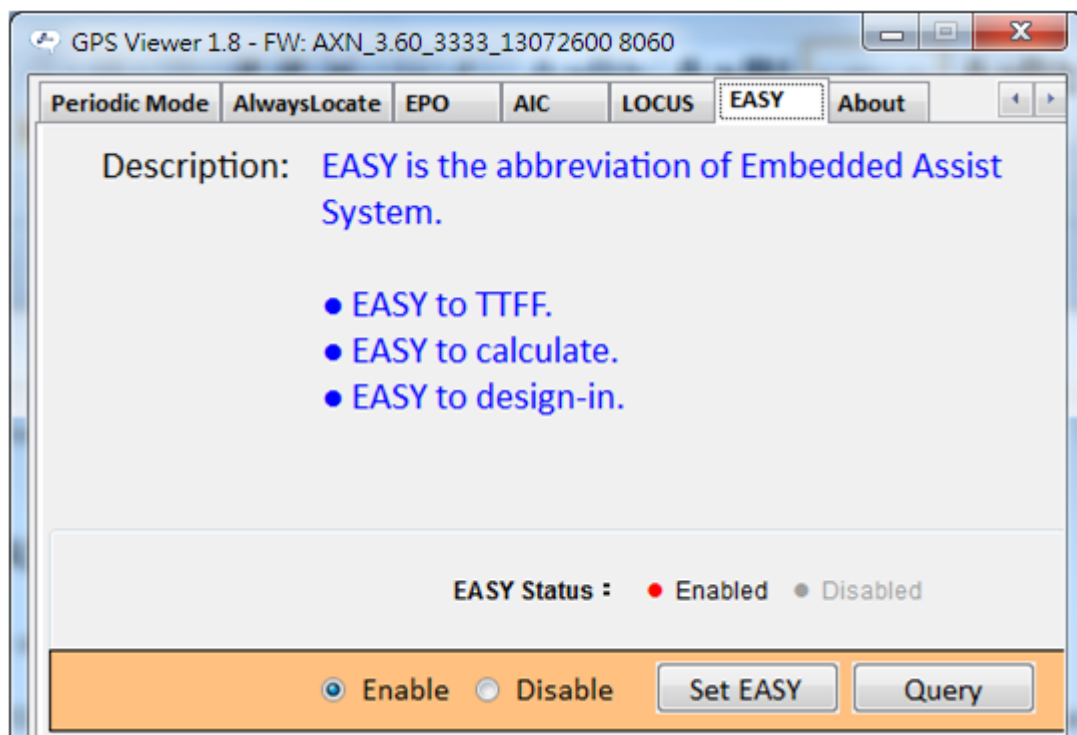 GPS Viewer 1.8 - FW: AXN_3.60_3333_13072600 8060
Periodic Mode AlwaysLocate EPO AIC LOCUS EASY About
Description: EASY is the abbreviation of Embedded Assist
System.
● EASY to TTFF.
● EASY to calculate.
● EASY to design-in.
EASY Status : ● Enabled ● Disabled
Enable Disable Set EASY Query